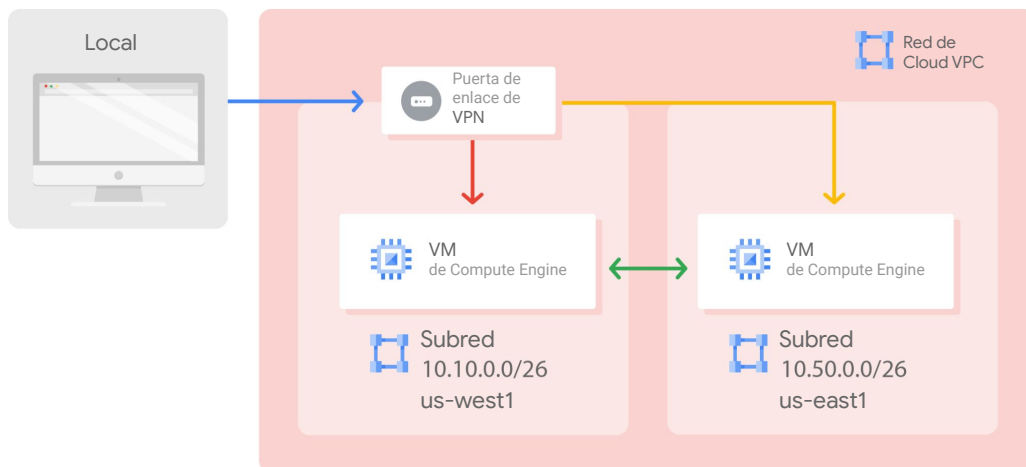 Local
Red de
Cloud VPC
Puerta de
enlace de
VPN
VM
de Compute Engine
VM
de Compute Engine
Subred
10.10.0.0/26
us-west1
Subred
10.50.0.0/26
us-east1